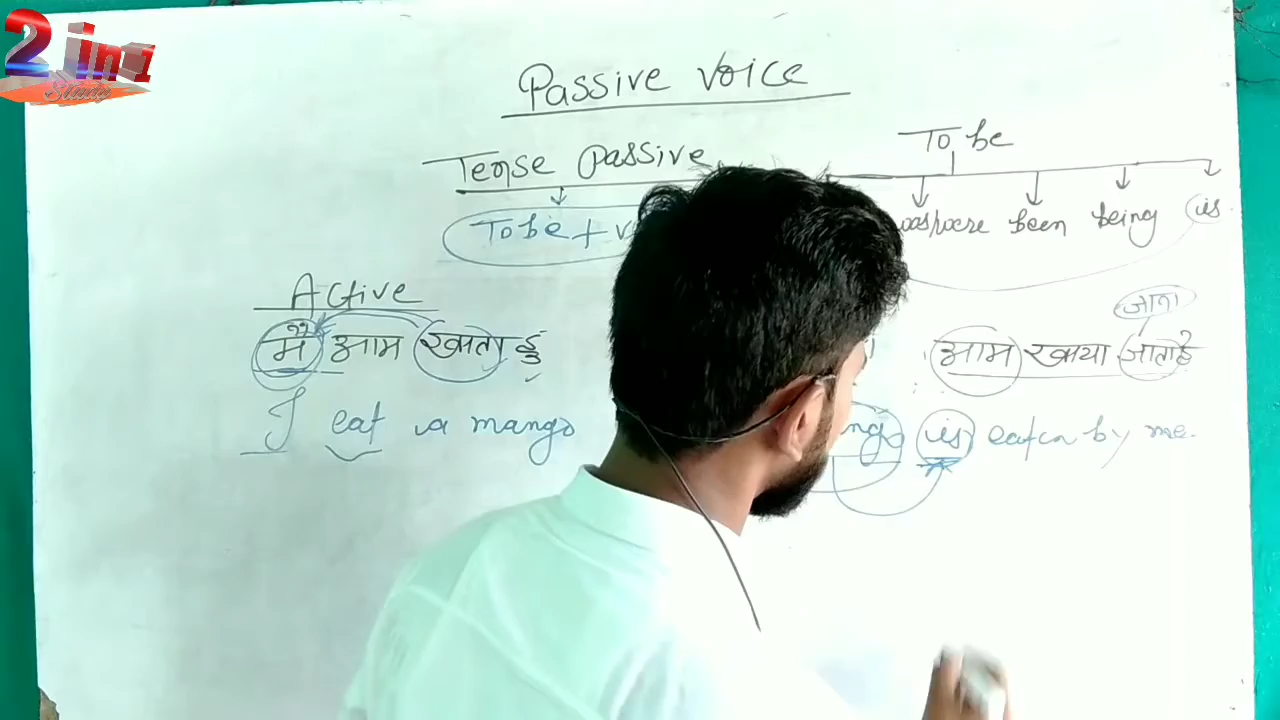 2 in 1
Study
Passive Voice
Tense Passive
To be
To be + v
was/were been being is
Active
जाना
मैं आम खाता हूं
आम खाया जाता है
I eat a mango
is eaten by me.